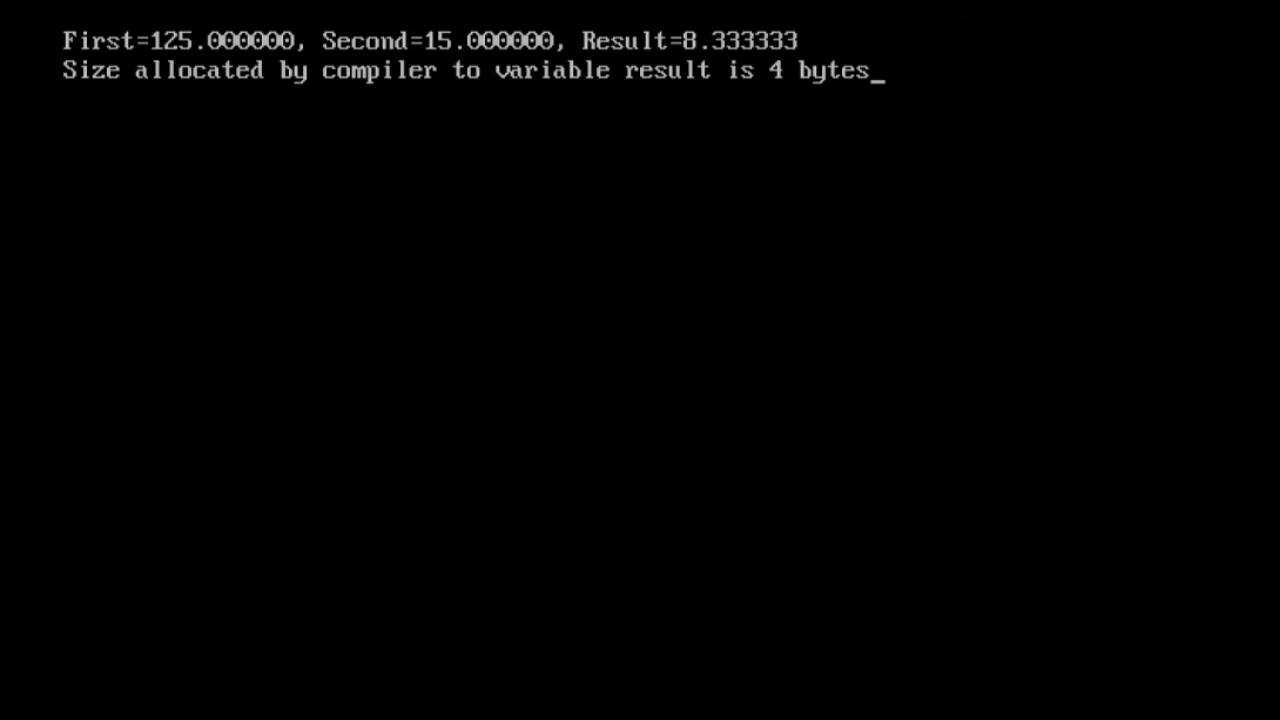 First=125.000000, Second=15.000000, Result=8.333333
Size allocated by compiler to variable result is 4 bytes_